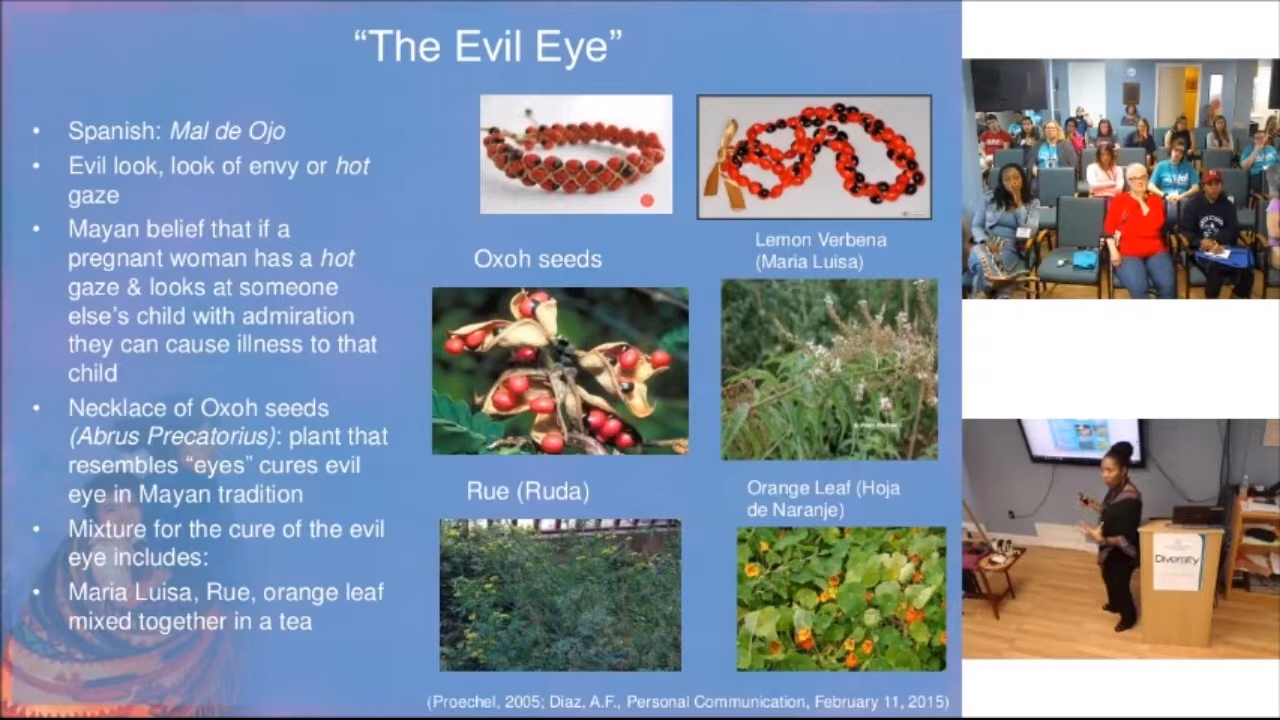 “The Evil Eye”
• Spanish: Mal de Ojo
• Evil look, look of envy or hot
gaze
• Mayan belief that if a
pregnant woman has a hot
gaze & looks at someone
else’s child with admiration
they can cause illness to that
child
• Necklace of Oxoh seeds
(Abrus Precatorius): plant that
resembles “eyes” cures evil
eye in Mayan tradition
• Mixture for the cure of the evil
eye includes:
• Maria Luisa, Rue, orange leaf
mixed together in a tea
Oxoh seeds
Lemon Verbena
(Maria Luisa)
Rue (Ruda)
Orange Leaf (Hoja
de Naranje)
(Proechel, 2005; Diaz, A.F., Personal Communication, February 11, 2015)
Diversity